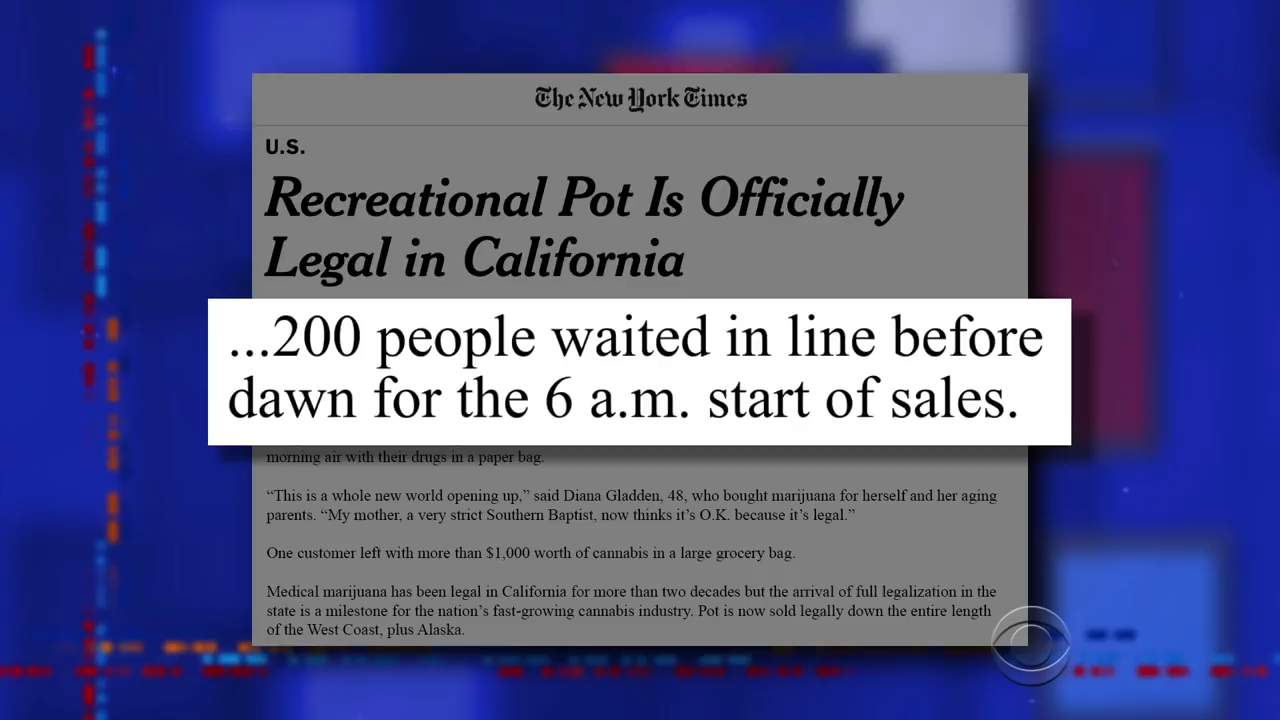 The New York Times
U.S.
Recreational Pot Is Officially
Legal in California
...200 people waited in line before
dawn for the 6 a.m. start of sales.
morning air with their drugs in a paper bag.
“This is a whole new world opening up,” said Diana Gladden, 48, who bought marijuana for herself and her aging
parents. “My mother, a very strict Southern Baptist, now thinks it’s O.K. because it’s legal.”
One customer left with more than $1,000 worth of cannabis in a large grocery bag.
Medical marijuana has been legal in California for more than two decades but the arrival of full legalization in the
state is a milestone for the nation’s fast-growing cannabis industry. Pot is now sold legally down the entire length
of the West Coast, plus Alaska.